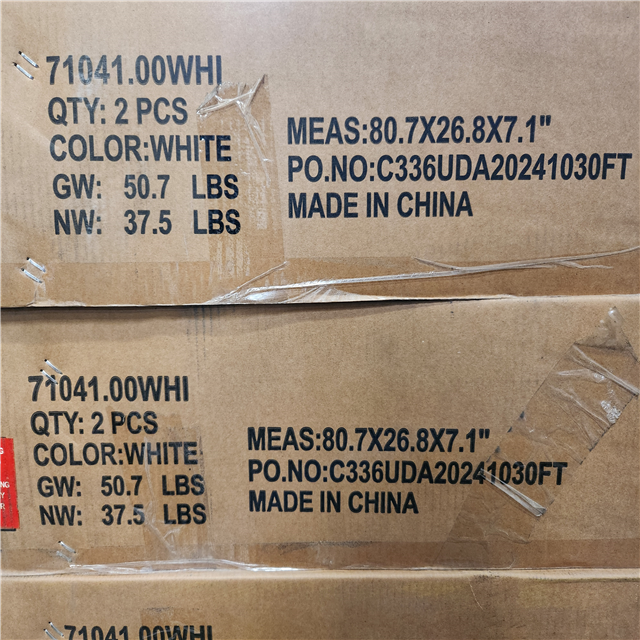 71041.00WHI
QTY: 2 PCS
COLOR:WHITE
GW: 50.7 LBS
NW: 37.5 LBS
MEAS:80.7X26.8X7.1"
PO.NO:C336UDA20241030FT
MADE IN CHINA
71041.00WHI
QTY: 2 PCS
COLOR:WHITE
GW: 50.7 LBS
NW: 37.5 LBS
MEAS:80.7X26.8X7.1"
PO.NO:C336UDA20241030FT
MADE IN CHINA
71041.00WHI